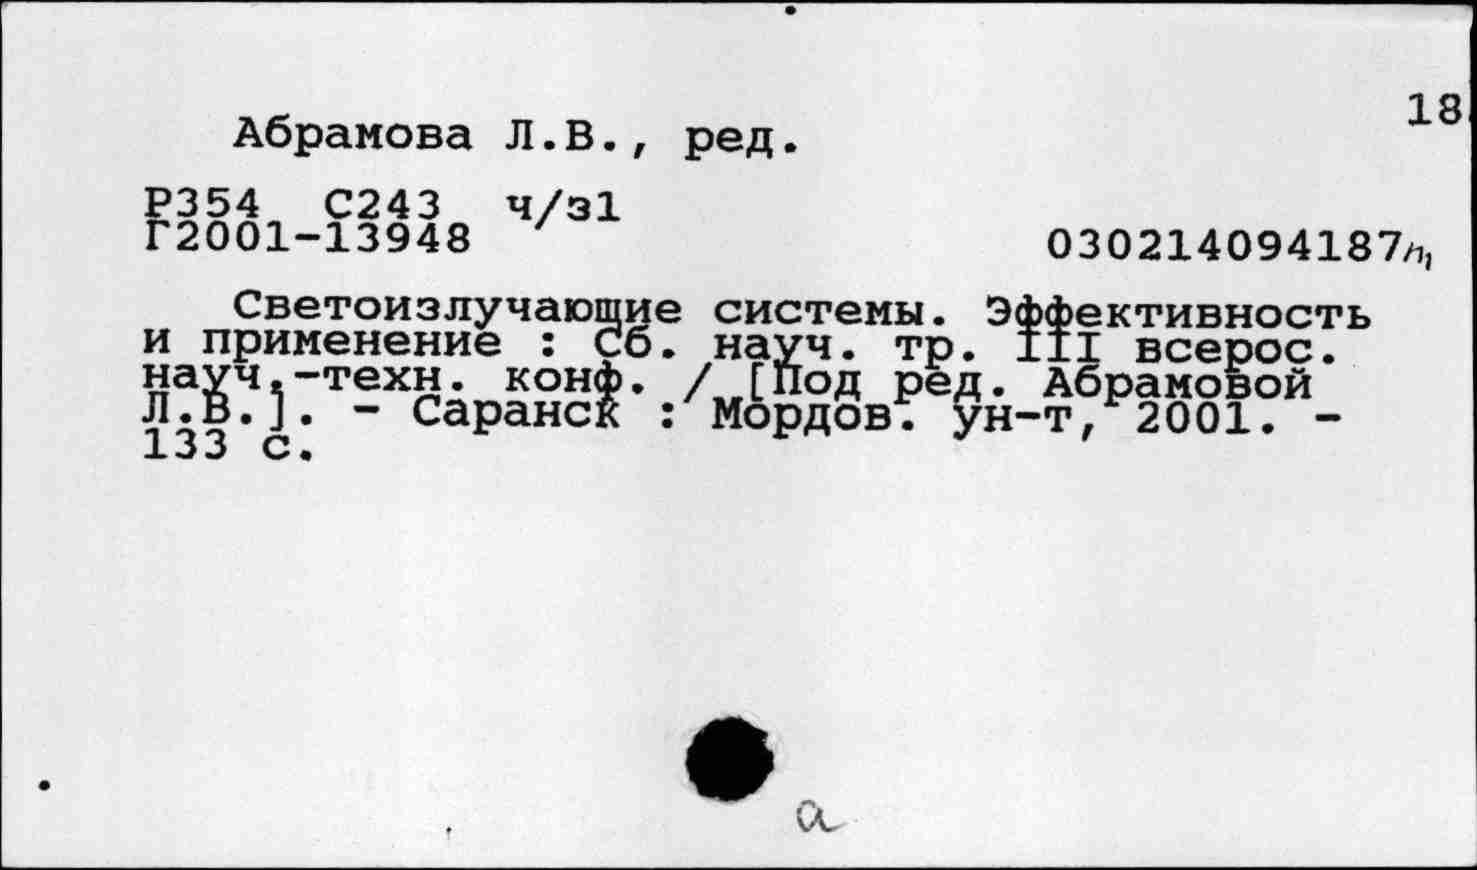 18
Абрамова Л.В., ред.
Р354 С243 ч/з1
Г2001-13948
030214094187
Светоизлучающие системы. Эффективность
и применение : Сб. науч. тр. III всерос.
науч.-техн. конф. / [Под ред. Абрамовой
Л.В.]. - Саранск : Мордов. ун-т, 2001. -
133 с.
а